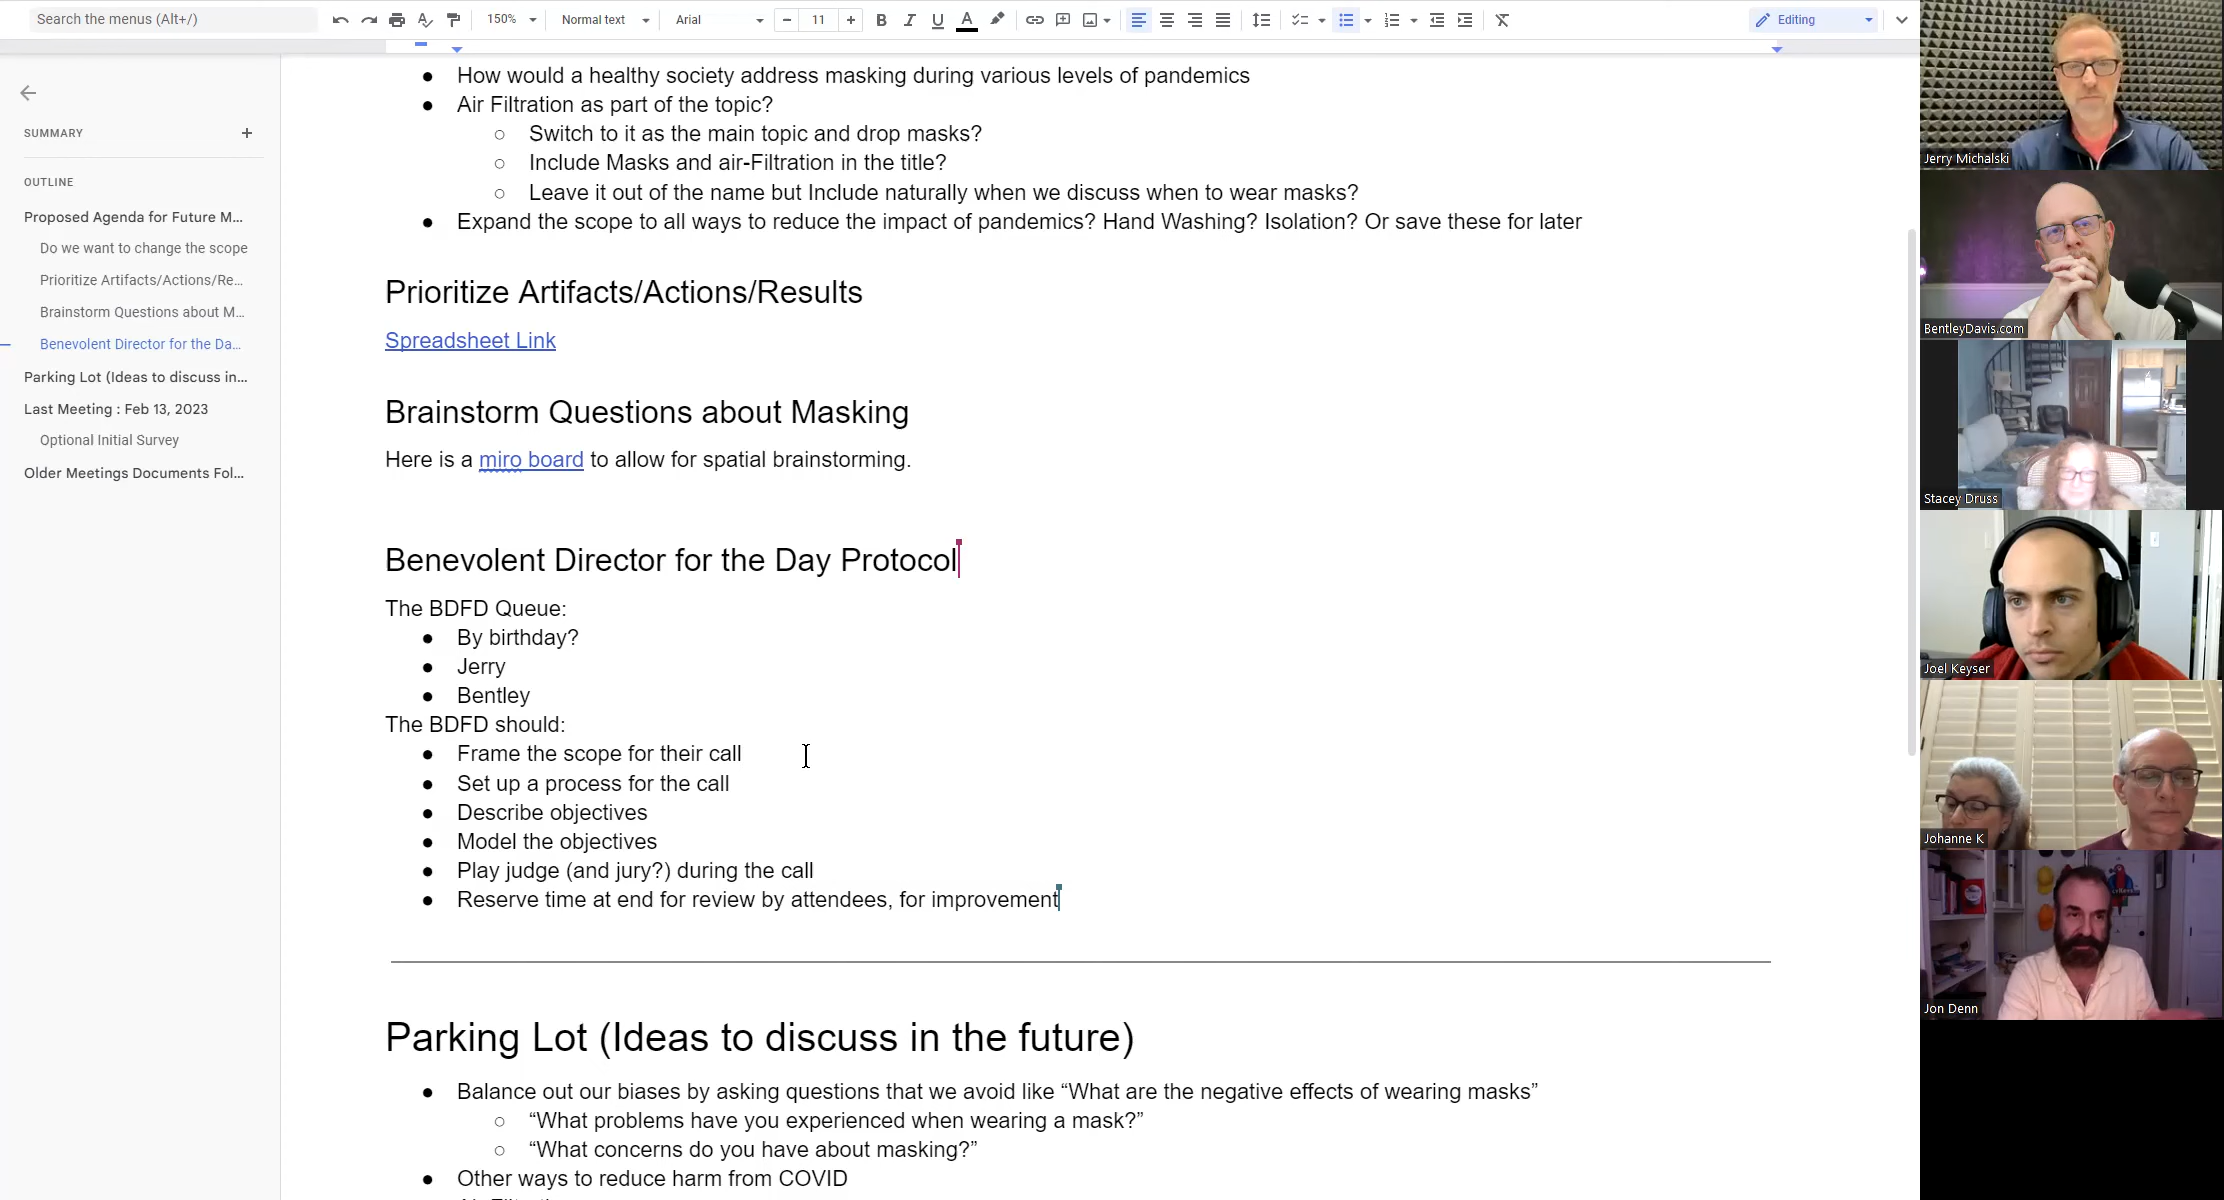 Search the menus (Alt+/)
150%
Normal text
Arial
11
Editing
SUMMARY
OUTLINE
Proposed Agenda for Future M...
Do we want to change the scope
Prioritize Artifacts/Actions/Re...
Brainstorm Questions about M...
Benevolent Director for the Da...
Parking Lot (Ideas to discuss in...
Last Meeting : Feb 13, 2023
Optional Initial Survey
Older Meetings Documents Fol...
How would a healthy society address masking during various levels of pandemics
Air Filtration as part of the topic?
Switch to it as the main topic and drop masks?
Include Masks and air-Filtration in the title?
Leave it out of the name but Include naturally when we discuss when to wear masks?
Expand the scope to all ways to reduce the impact of pandemics? Hand Washing? Isolation? Or save these for later
Prioritize Artifacts/Actions/Results
Spreadsheet Link
Brainstorm Questions about Masking
Here is a miro board to allow for spatial brainstorming.
Benevolent Director for the Day Protocol
The BDFD Queue:
By birthday?
Jerry
Bentley
The BDFD should:
Frame the scope for their call
Set up a process for the call
Describe objectives
Model the objectives
Play judge (and jury?) during the call
Reserve time at end for review by attendees, for improvement
Parking Lot (Ideas to discuss in the future)
Balance out our biases by asking questions that we avoid like “What are the negative effects of wearing masks”
“What problems have you experienced when wearing a mask?”
“What concerns do you have about masking?”
Other ways to reduce harm from COVID
Jerry Michalski
BentleyDavis.com
Stacey Druss
Joel Keyser
Johanne K
Jon Denn